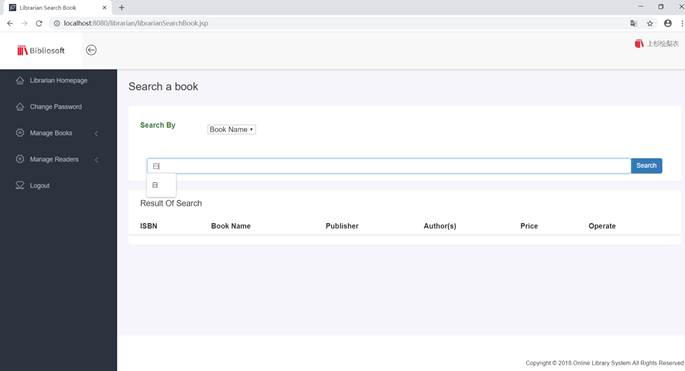 Librarian Search Book
localhost:8080/librarian/librarianSearchBook.jsp
Bibliosoft
上杉绘梨衣
Librarian Homepage
Change Password
Manage Books
Manage Readers
Logout
Search a book
Search By
Book Name
日
Search
日
Result Of Search
ISBN Book Name Publisher Author(s) Price Operate
Copyright © 2018.Online Library System All Rights Reserved